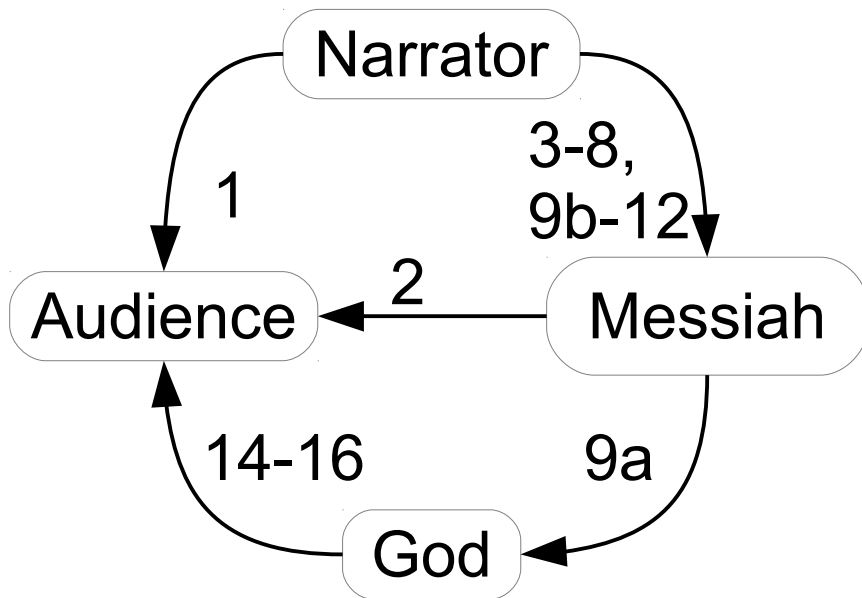 Narrator
3-8,
1
9b-12
2
Audience
Messiah
14-16
9a
God